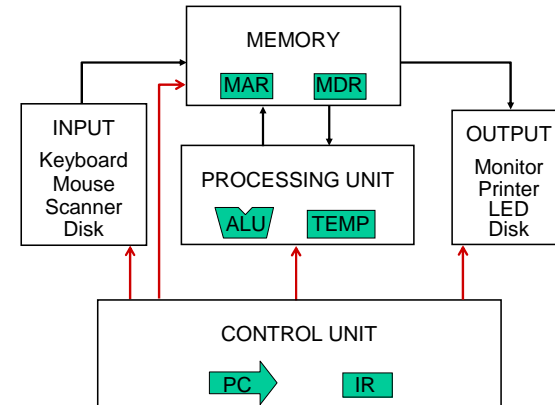 MEMORY
MAR MDR
INPUT
Keyboard
Mouse
Scanner
Disk
PROCESSING UNIT
ALU TEMP
OUTPUT
Monitor
Printer
LED
Disk
CONTROL UNIT
PC IR